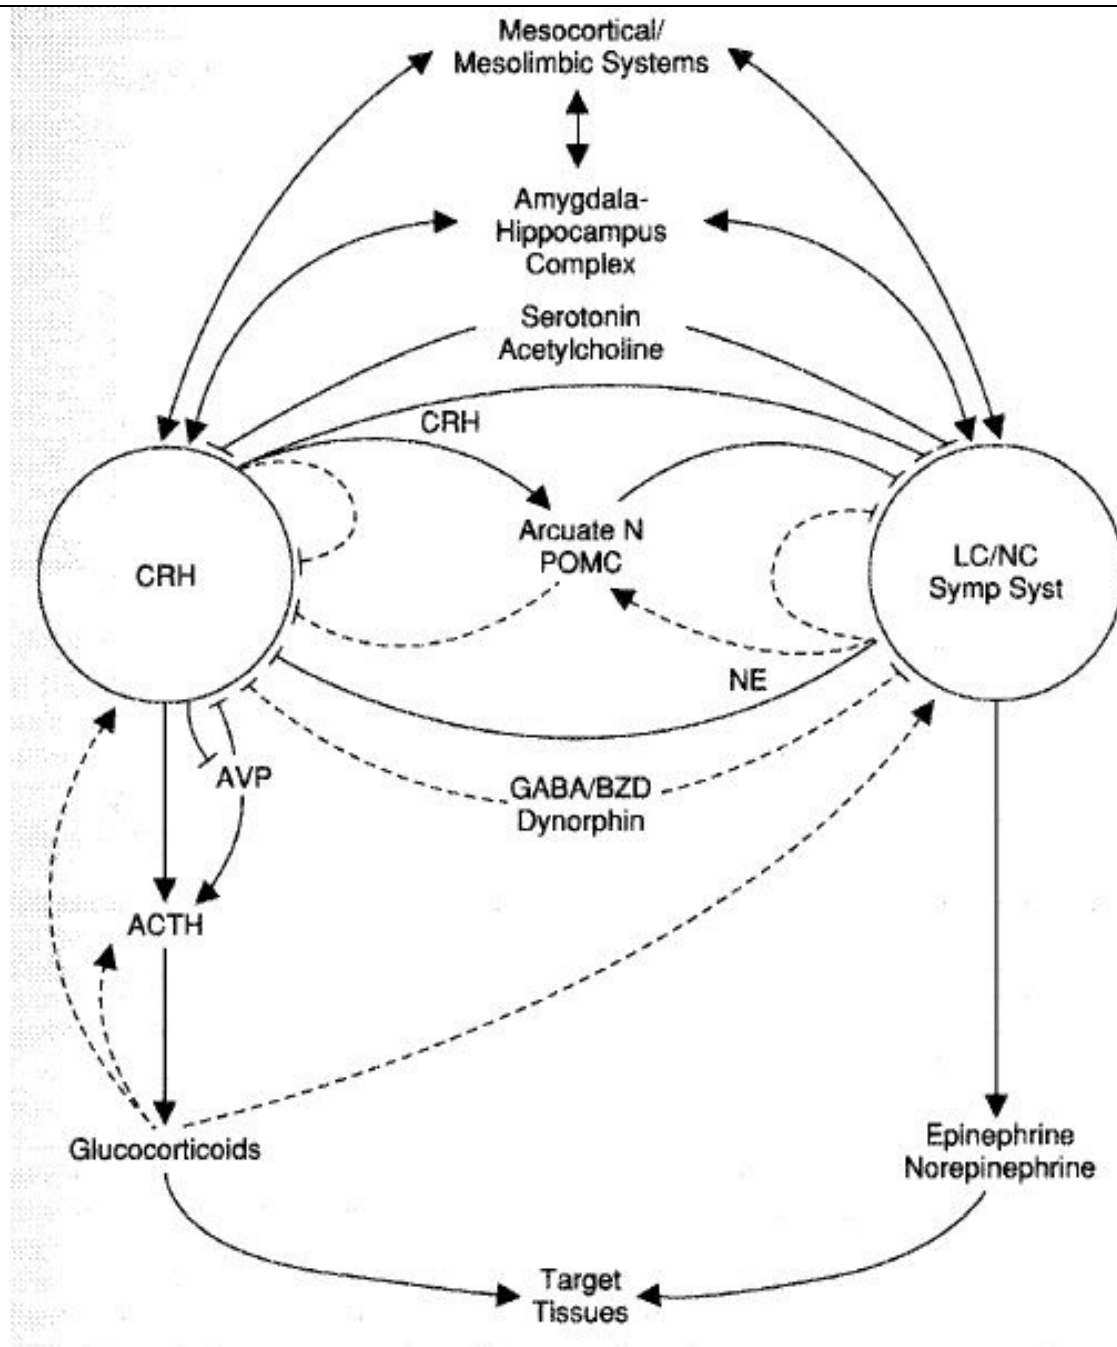 Mesocortical/
Mesolimbic Systems
Amygdala-
Hippocampus
Complex
Serotonin
Acetylcholine
CRH
Arcuate N
POMC
CRH
LC/NC
Symp Syst
NE
AVP
GABA/BZD
Dynorphin
ACTH
Glucocorticoids
Epinephrine
Norepinephrine
Target
Tissues